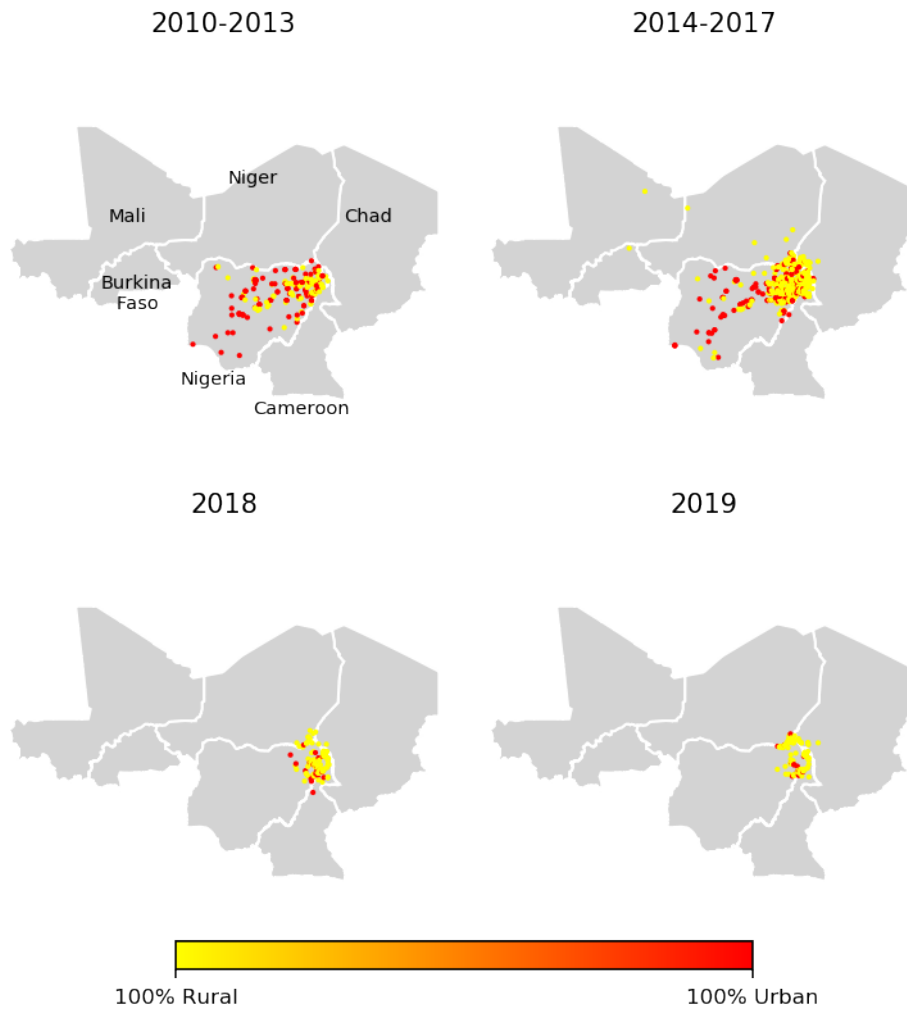 2010-2013
2014-2017
Niger
Mali
Chad
Burkina
Faso
Nigeria
Cameroon
2018
2019
100% Rural
100% Urban